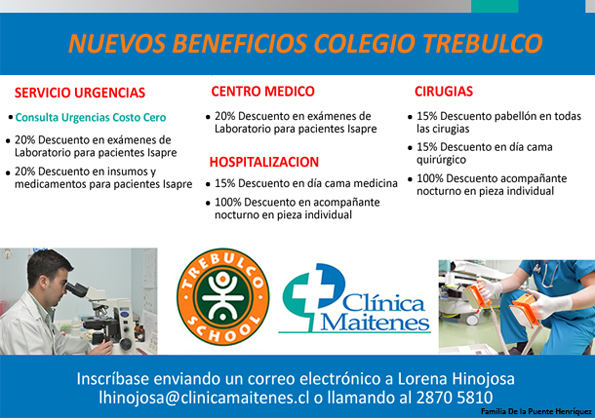 NUEVOS BENEFICIOS COLEGIO TREBULCO
SERVICIO URGENCIAS
• Consulta Urgencias Costo Cero
• 20% Descuento en exámenes de
Laboratorio para pacientes Isapre
• 20% Descuento en insumos y
medicamentos para pacientes Isapre
CENTRO MEDICO
• 20% Descuento en exámenes de
Laboratorio para pacientes Isapre
HOSPITALIZACION
• 15% Descuento en día cama medicina
• 100% Descuento en acompañante
nocturno en pieza individual
CIRUGIAS
• 15% Descuento pabellón en todas
las cirugias
• 15% Descuento en día cama
quirúrgico
• 100% Descuento acompañante
nocturno en pieza individual
TREBULCO
SCHOOL
Clínica
Maitenes
Inscríbase enviando un correo electrónico a Lorena Hinojosa
lhinojosa@clinicamaitenes.cl o llamando al 2870 5810
Familia De la Puente Henríquez